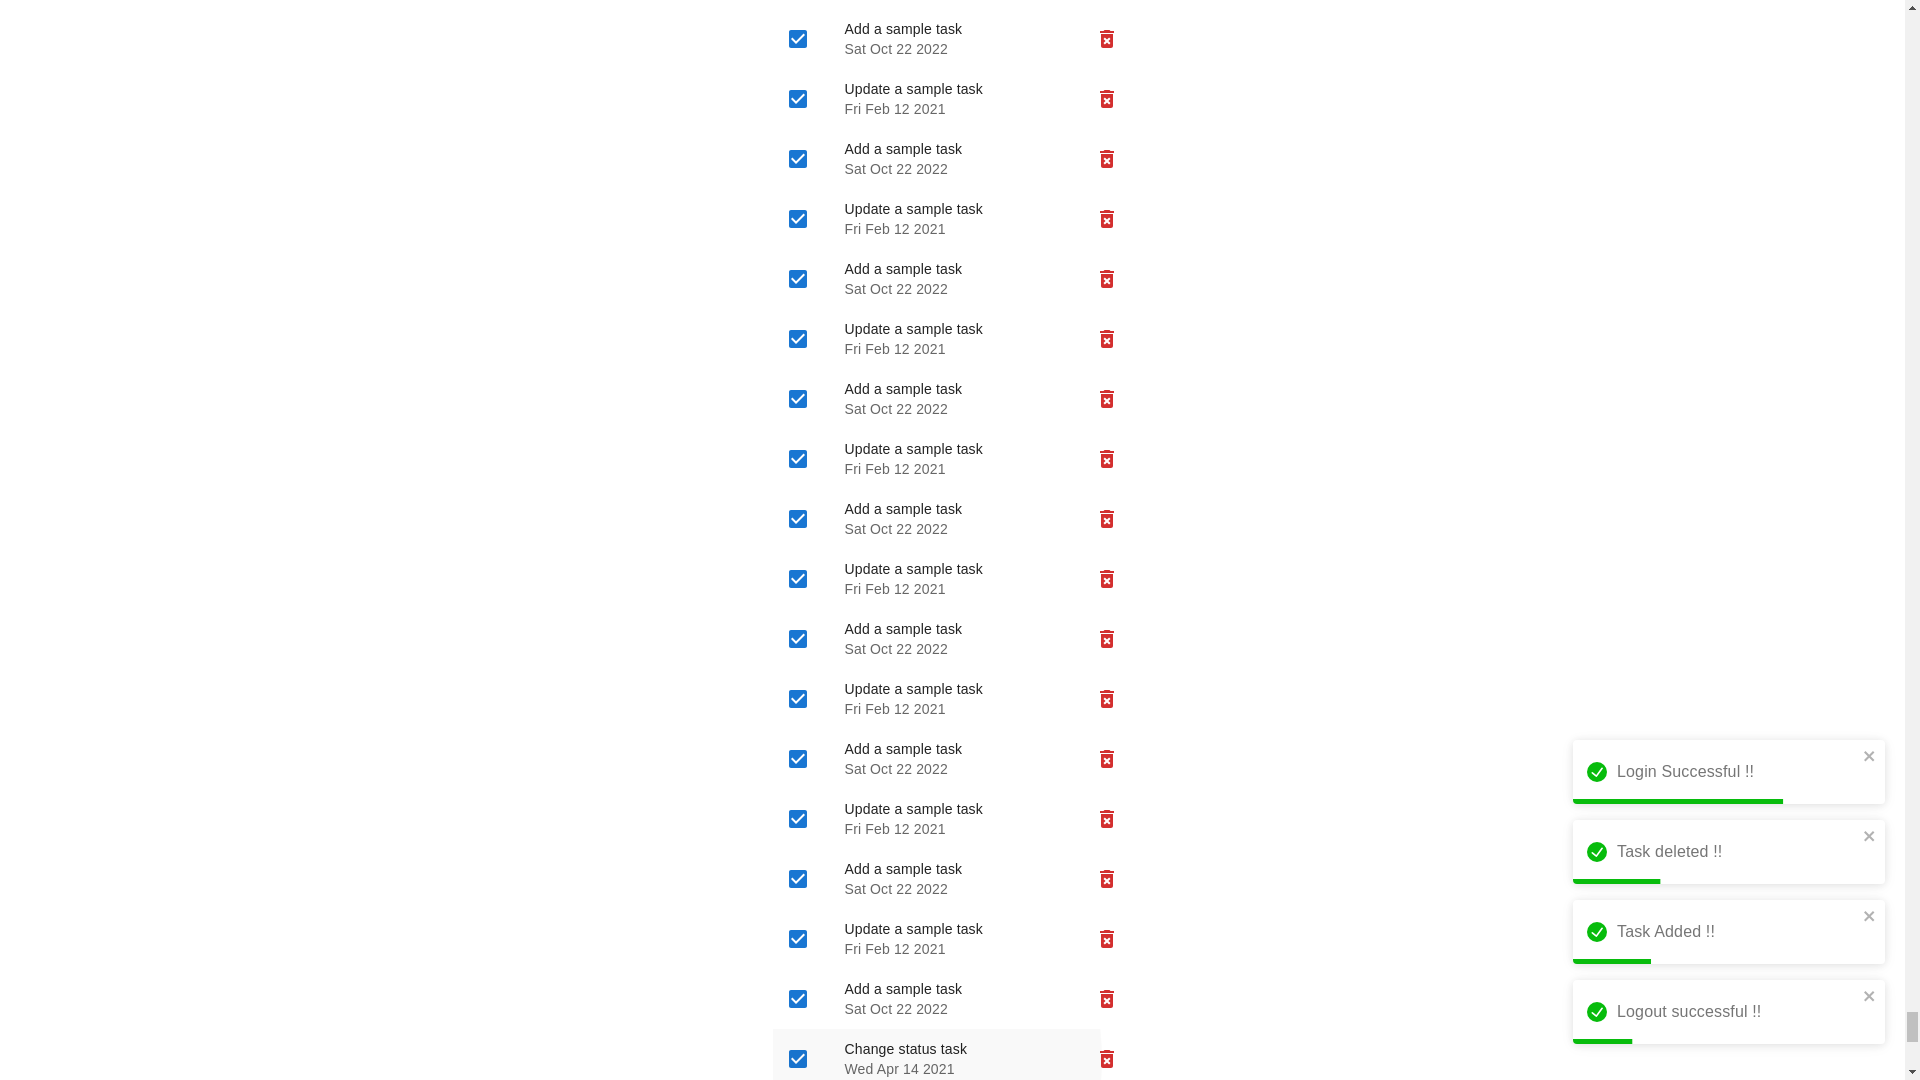 Add a sample task
Sat Oct 22 2022
Update a sample task
Fri Feb 12 2021
Add a sample task
Sat Oct 22 2022
Update a sample task
Fri Feb 12 2021
Add a sample task
Sat Oct 22 2022
Update a sample task
Fri Feb 12 2021
Add a sample task
Sat Oct 22 2022
Update a sample task
Fri Feb 12 2021
Add a sample task
Sat Oct 22 2022
Update a sample task
Fri Feb 12 2021
Add a sample task
Sat Oct 22 2022
Update a sample task
Fri Feb 12 2021
Add a sample task
Sat Oct 22 2022
Update a sample task
Fri Feb 12 2021
Add a sample task
Sat Oct 22 2022
Update a sample task
Fri Feb 12 2021
Add a sample task
Sat Oct 22 2022
Change status task
Wed Apr 14 2021
Login Successful !!
Task deleted !!
Task Added !!
Logout successful !!